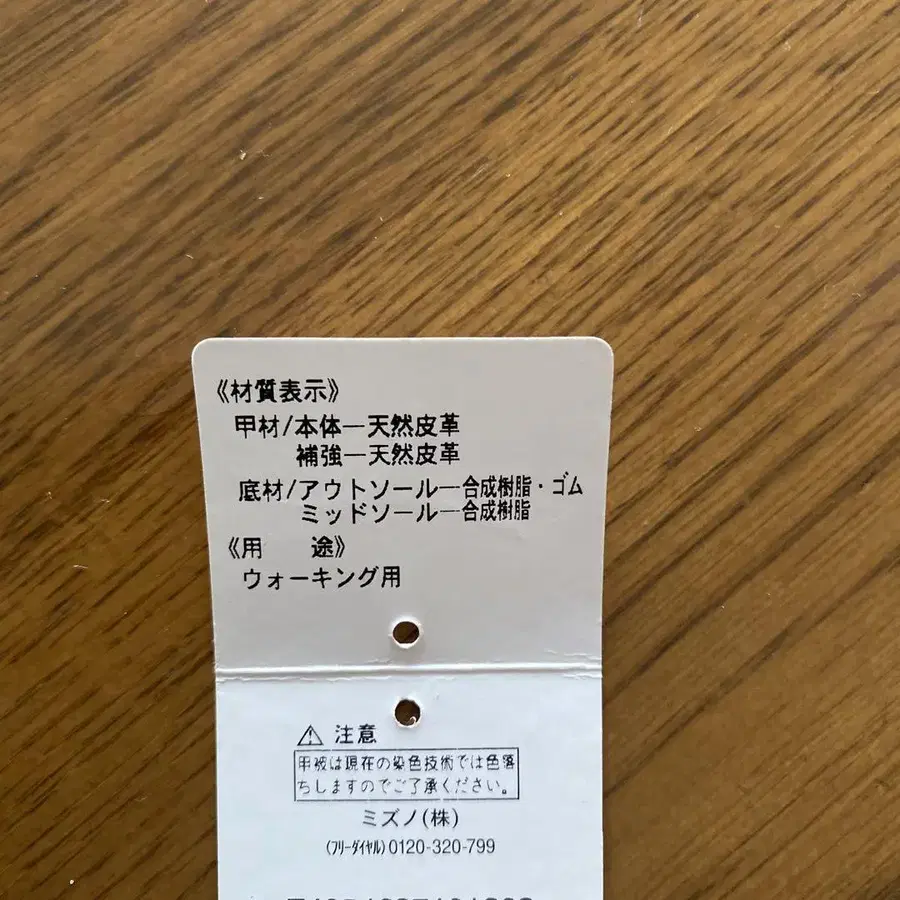 《材質表示》
甲材/本体―天然皮革
補強―天然皮革
底材/アウトソール―合成樹脂・ゴム
ミッドソール―合成樹脂
《用　途》
ウォーキング用
⚠ 注意
甲被は現在の染色技術では色落
ちしますのでご了承ください。
ミズノ(株)
(フリーダイヤル)0120-320-799